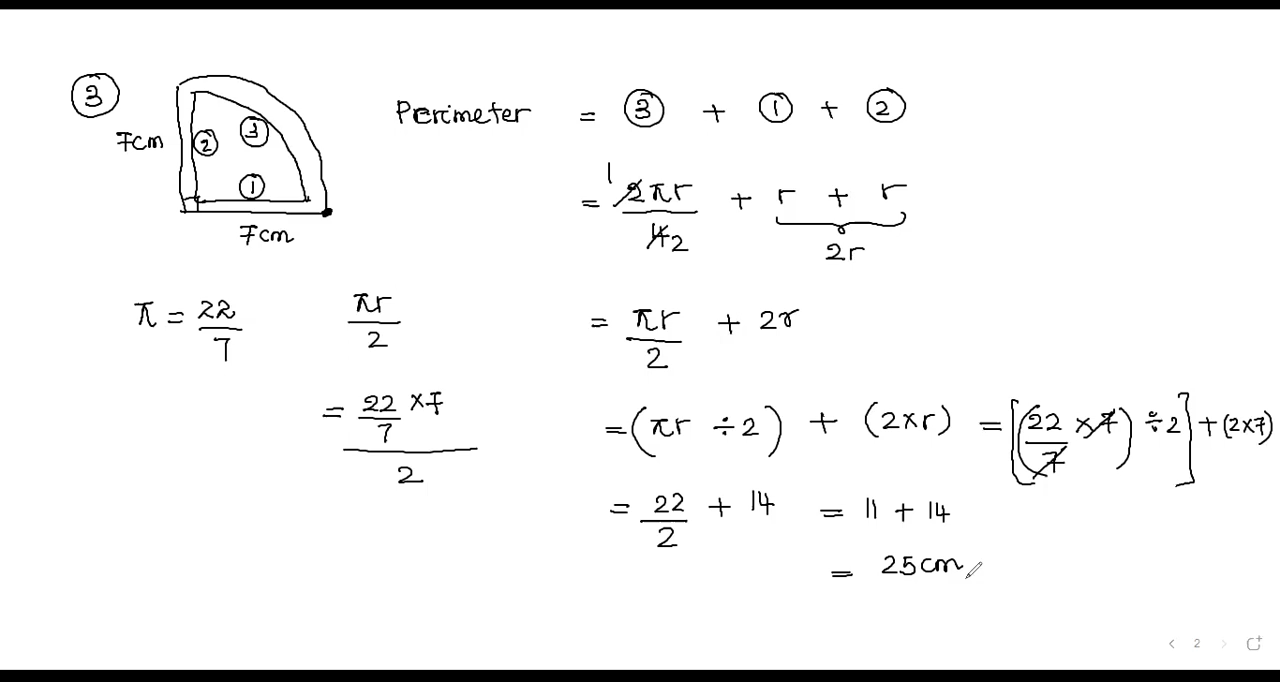 ③
7cm
②
③
①
7cm
Perimeter = ③ + ① + ②
= 1 2πr / 4 2 + r + r
2r
π = 22/7
πr/2
= πr/2 + 2r
= 22/7 ×7 / 2
= (πr ÷2) + (2×r) = [(22/7 ×7) ÷2] + (2×7)
= 22/2 + 14 = 11 + 14
= 25cm
2